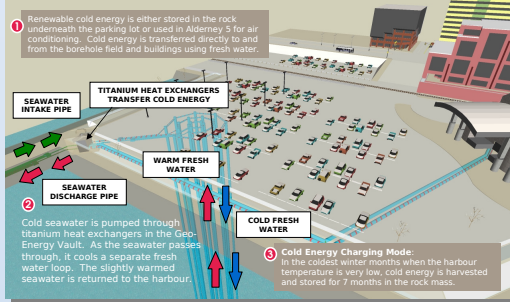 1 Renewable cold energy is either stored in the rock
underneath the parking lot or used in Alderney 5 for air
conditioning. Cold energy is transferred directly to and
from the borehole field and buildings using fresh water.
TITANIUM HEAT EXCHANGERS
TRANSFER COLD ENERGY
SEAWATER
INTAKE PIPE
WARM FRESH
WATER
SEAWATER
DISCHARGE PIPE
COLD FRESH
WATER
2
Cold seawater is pumped through
titanium heat exchangers in the Geo-
Energy Vault. As the seawater passes
through, it cools a separate fresh
water loop. The slightly warmed
seawater is returned to the harbour.
3 Cold Energy Charging Mode:
In the coldest winter months when the harbour
temperature is very low, cold energy is harvested
and stored for 7 months in the rock mass.